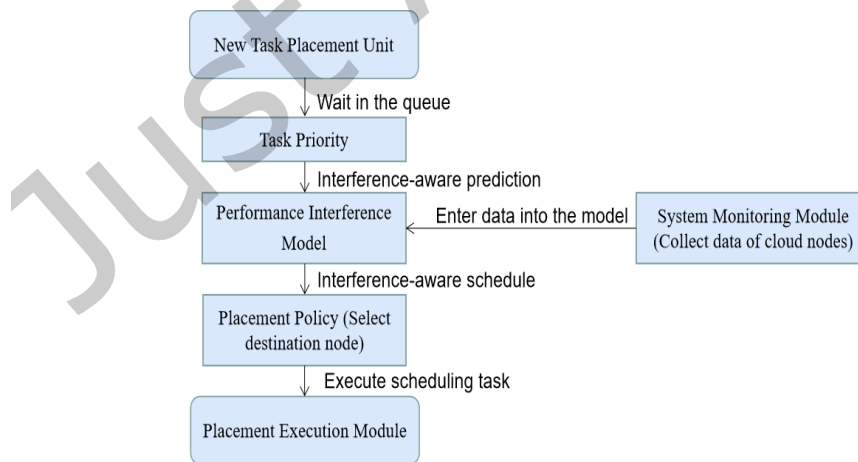 New Task Placement Unit
Wait in the queue
Task Priority
Interference-aware prediction
Performance Interference
Model
Enter data into the model
System Monitoring Module
(Collect data of cloud nodes)
Interference-aware schedule
Placement Policy (Select
destination node)
Execute scheduling task
Placement Execution Module
Just